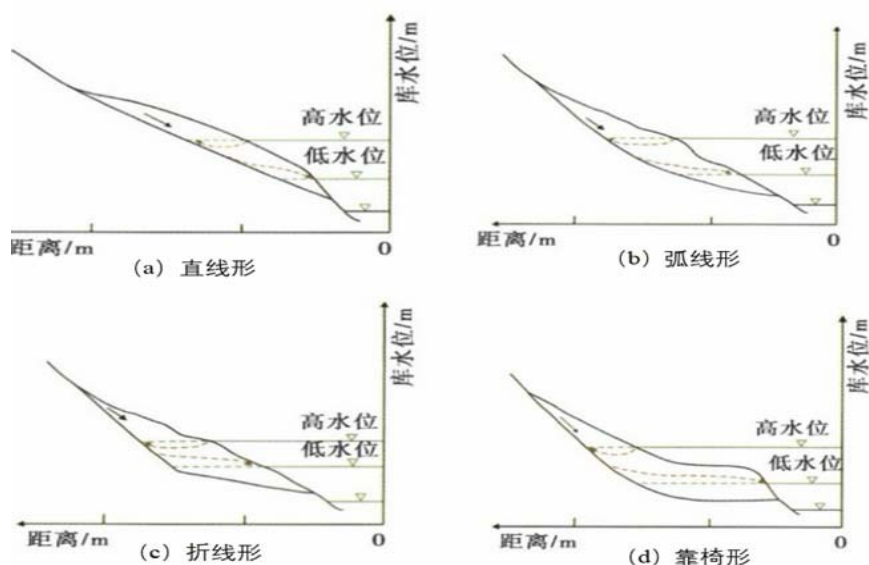 库水位/m
高水位
低水位
距离/m
0
(a) 直线形
库水位/m
高水位
低水位
距离/m
0
(b) 弧线形
库水位/m
高水位
低水位
距离/m
0
(c) 折线形
库水位/m
高水位
低水位
距离/m
0
(d) 靠椅形